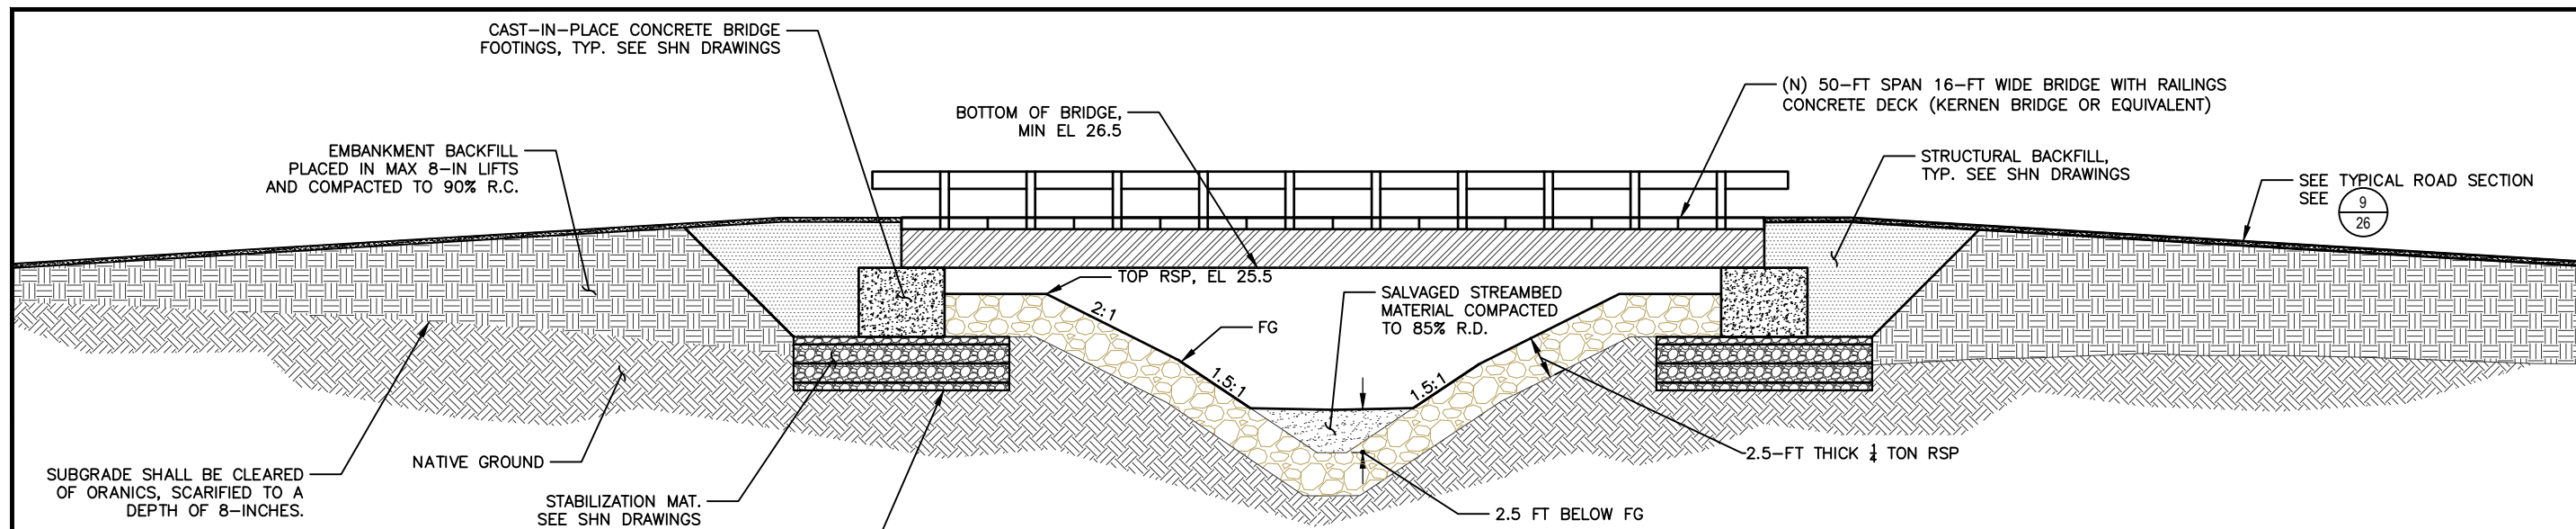 CAST-IN-PLACE CONCRETE BRIDGE
FOOTINGS, TYP. SEE SHN DRAWINGS
(N) 50-FT SPAN 16-FT WIDE BRIDGE WITH RAILINGS
CONCRETE DECK (KERNEN BRIDGE OR EQUIVALENT)
BOTTOM OF BRIDGE,
MIN EL 26.5
EMBANKMENT BACKFILL
PLACED IN MAX 8-IN LIFTS
AND COMPACTED TO 90% R.C.
STRUCTURAL BACKFILL,
TYP. SEE SHN DRAWINGS
SEE TYPICAL ROAD SECTION
SEE
9
26
TOP RSP, EL 25.5
SALVAGED STREAMBED
MATERIAL COMPACTED
TO 85% R.D.
2:1
FG
1.5:1
1.5:1
2.5-FT THICK ¼ TON RSP
NATIVE GROUND
SUBGRADE SHALL BE CLEARED
OF ORANICS, SCARIFIED TO A
DEPTH OF 8-INCHES.
STABILIZATION MAT.
SEE SHN DRAWINGS
2.5 FT BELOW FG